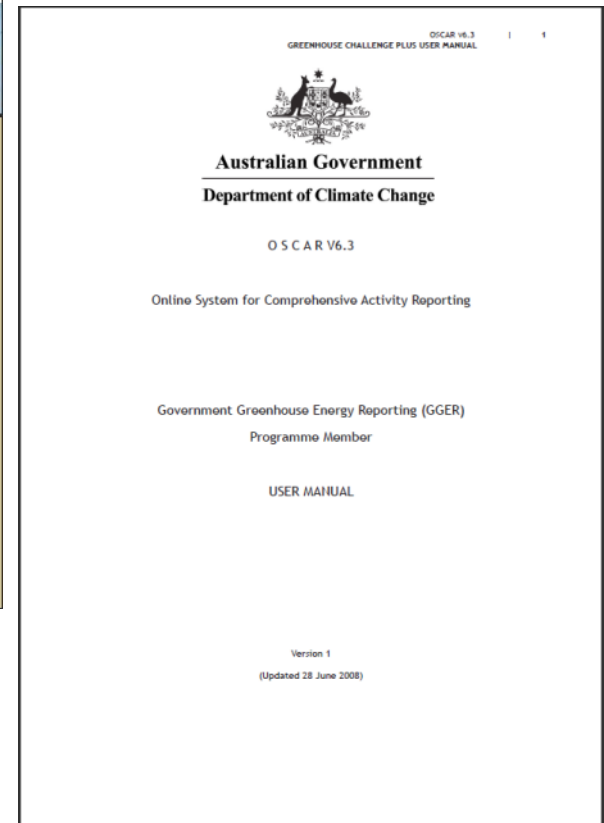 OSCAR V6.3 | 1
GREENHOUSE CHALLENGE PLUS USER MANUAL
Australian Government
Department of Climate Change
O S C A R V6.3
Online System for Comprehensive Activity Reporting
Government Greenhouse Energy Reporting (GGER)
Programme Member
USER MANUAL
Version 1
(Updated 28 June 2008)